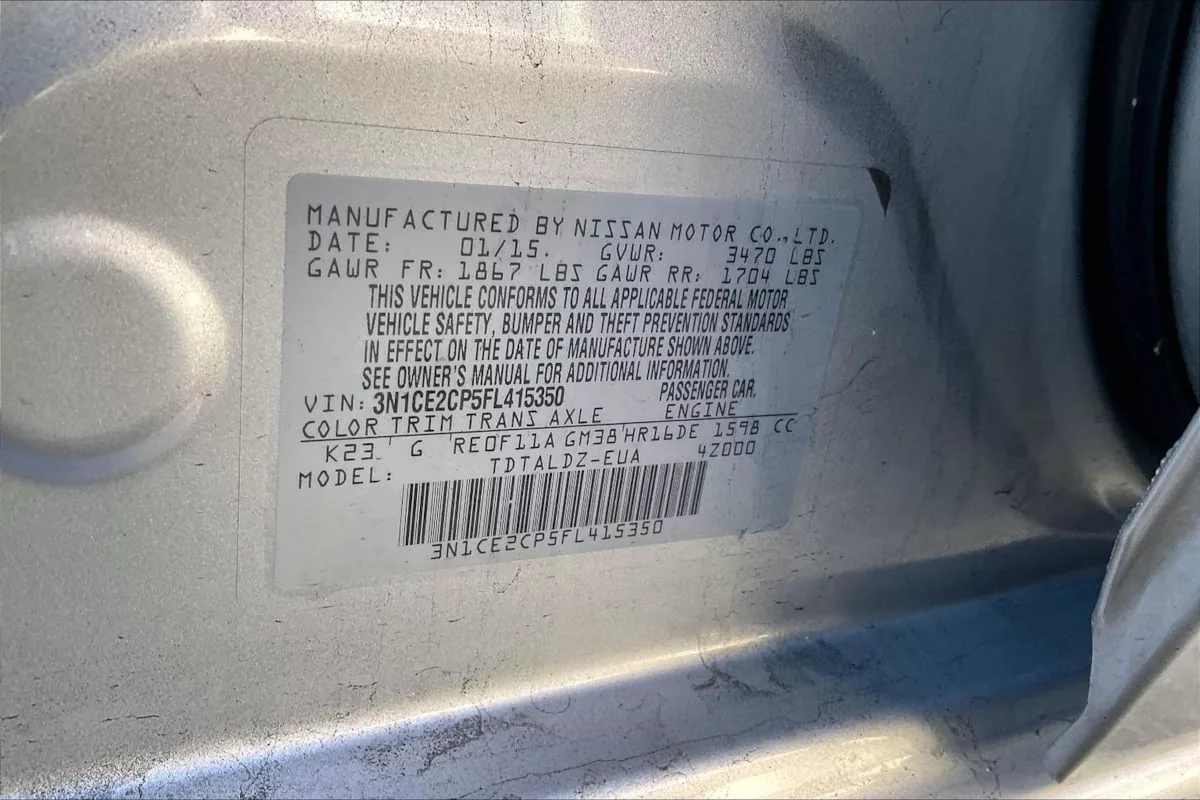 MANUFACTURED BY NISSAN MOTOR CO.,LTD.
DATE: 01/15. GVWR: 3470 LBS
GAWR FR: 1867 LBS GAWR RR: 1704 LBS
THIS VEHICLE CONFORMS TO ALL APPLICABLE FEDERAL MOTOR
VEHICLE SAFETY, BUMPER AND THEFT PREVENTION STANDARDS
IN EFFECT ON THE DATE OF MANUFACTURE SHOWN ABOVE.
SEE OWNER'S MANUAL FOR ADDITIONAL INFORMATION.
VIN: 3N1CE2CP5FL415350 PASSENGER CAR.
COLOR TRIM TRANS AXLE ENGINE
K23 G RE0F11A GM38 HR16DE 1598 CC
MODEL: TDTALDZ-EUA 4Z000
3N1CE2CP5FL415350